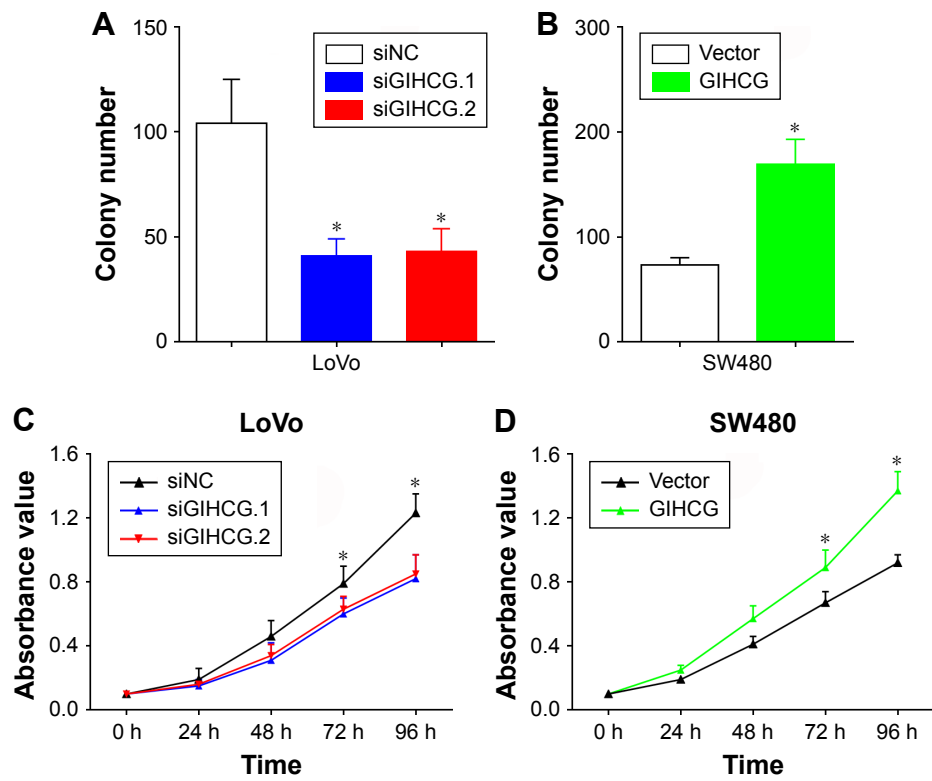 A
150
100
50
0
Colony number
siNC
siGIHCG.1
siGIHCG.2
*
*
LoVo
B
300
200
100
0
Colony number
Vector
GIHCG
*
SW480
C
LoVo
1.6
1.2
0.8
0.4
0.0
Absorbance value
siNC
siGIHCG.1
siGIHCG.2
*
*
0 h 24 h 48 h 72 h 96 h
Time
D
SW480
1.6
1.2
0.8
0.4
0.0
Absorbance value
Vector
GIHCG
*
*
0 h 24 h 48 h 72 h 96 h
Time